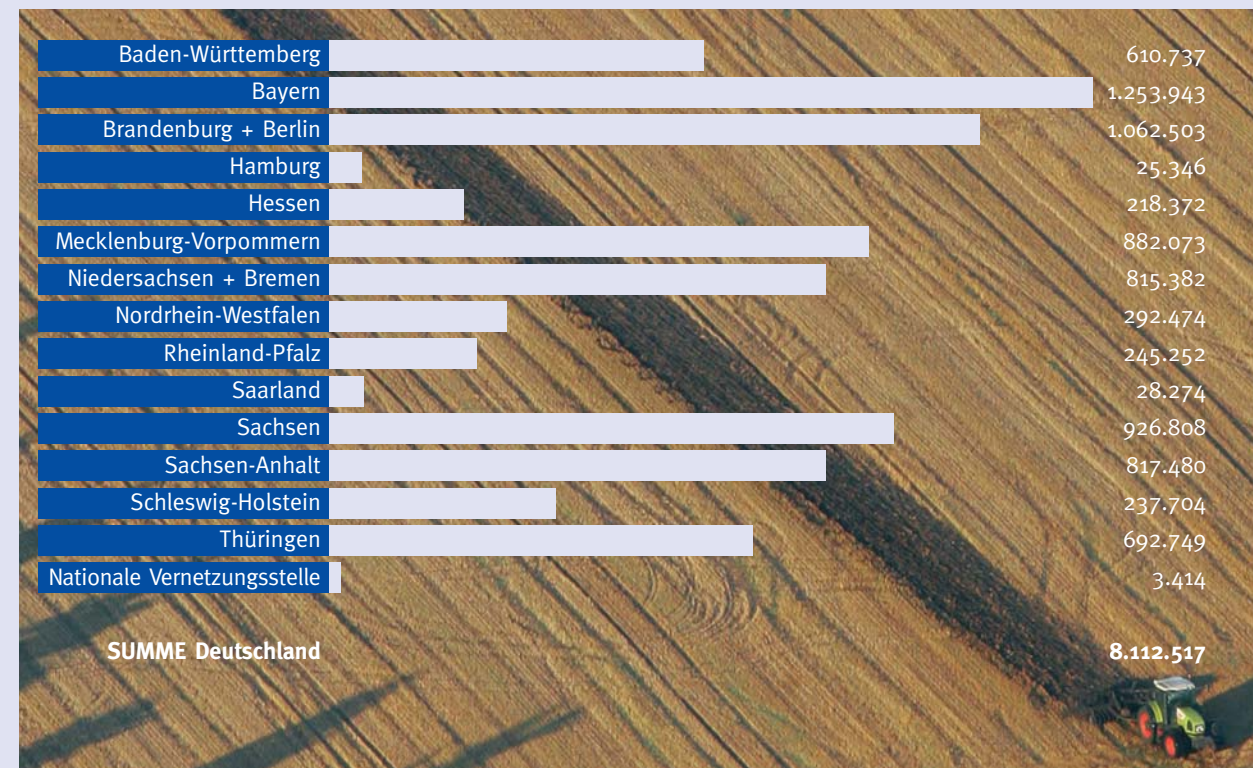 Baden-Württemberg 610.737
Bayern 1.253.943
Brandenburg + Berlin 1.062.503
Hamburg 25.346
Hessen 218.372
Mecklenburg-Vorpommern 882.073
Niedersachsen + Bremen 815.382
Nordrhein-Westfalen 292.474
Rheinland-Pfalz 245.252
Saarland 28.274
Sachsen 926.808
Sachsen-Anhalt 817.480
Schleswig-Holstein 237.704
Thüringen 692.749
Nationale Vernetzungsstelle 3.414
SUMME Deutschland 8.112.517